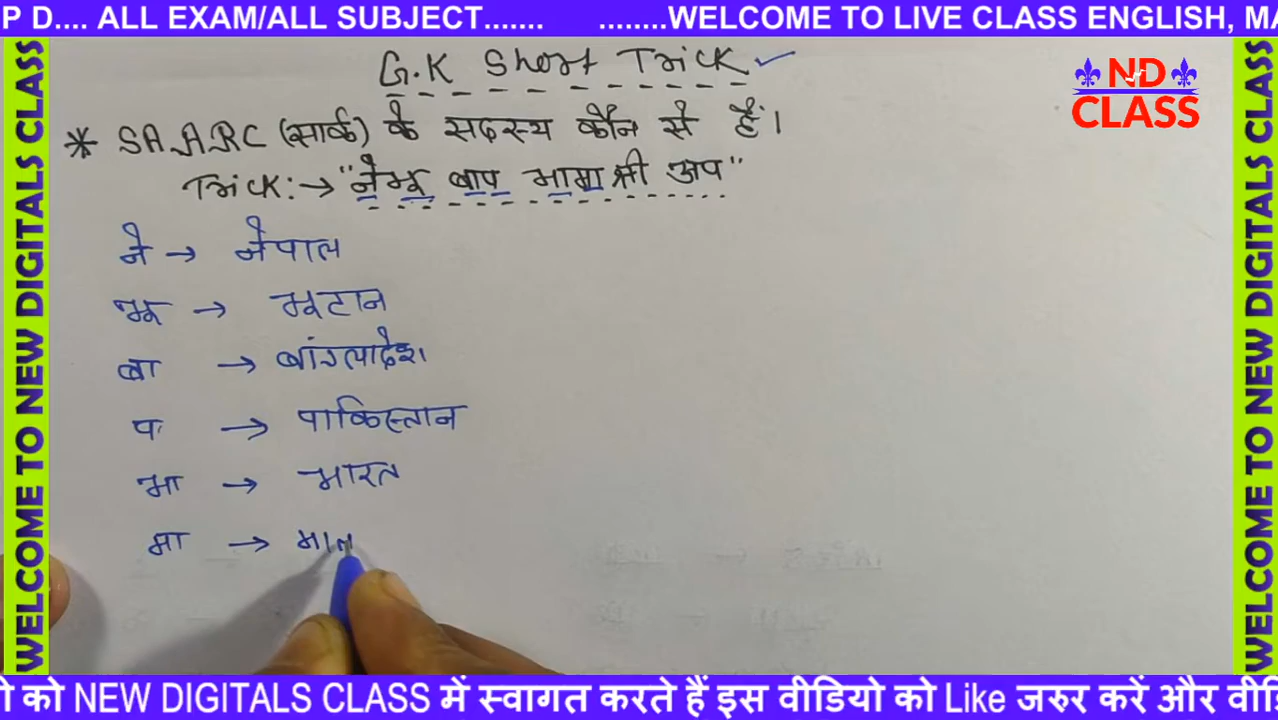 P D.... ALL EXAM/ALL SUBJECT....... ........WELCOME TO LIVE CLASS ENGLISH, MA
G.K Short Trick
ND
CLASS
* SAARC (सार्क) के सदस्य कौन से हैं।
Trick:→ "नेभू बाप भामा श्री अप"
ने → नेपाल
भू → भूटान
बा → बांग्लादेश
प → पाकिस्तान
भा → भारत
मा → माल
WELCOME TO NEW DIGITALS CLASS
WELCOME TO NEW DIGITALS CLASS
ो को NEW DIGITALS CLASS में स्वागत करते हैं इस वीडियो को Like जरुर करें और वीडि